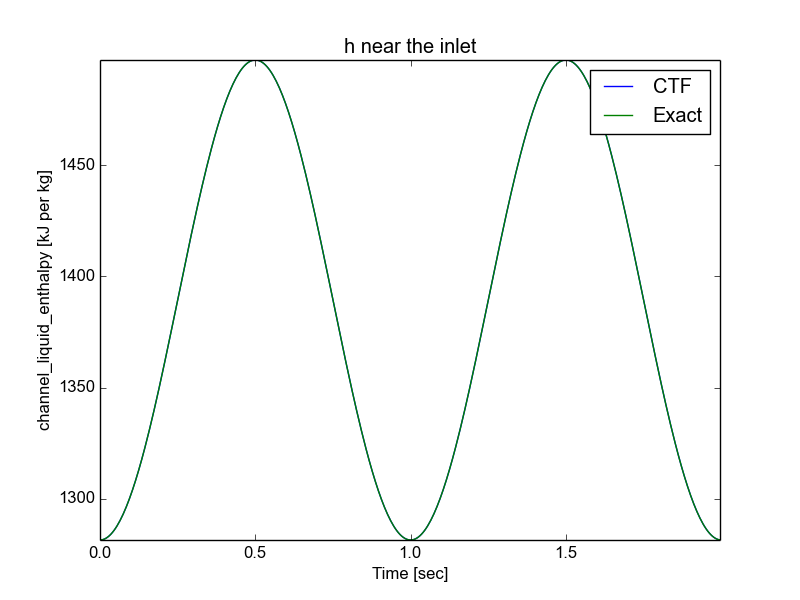 h near the inlet
CTF
Exact
channel_liquid_enthalpy [kJ per kg]
1450
1400
1350
1300
0.0
0.5
1.0
1.5
Time [sec]